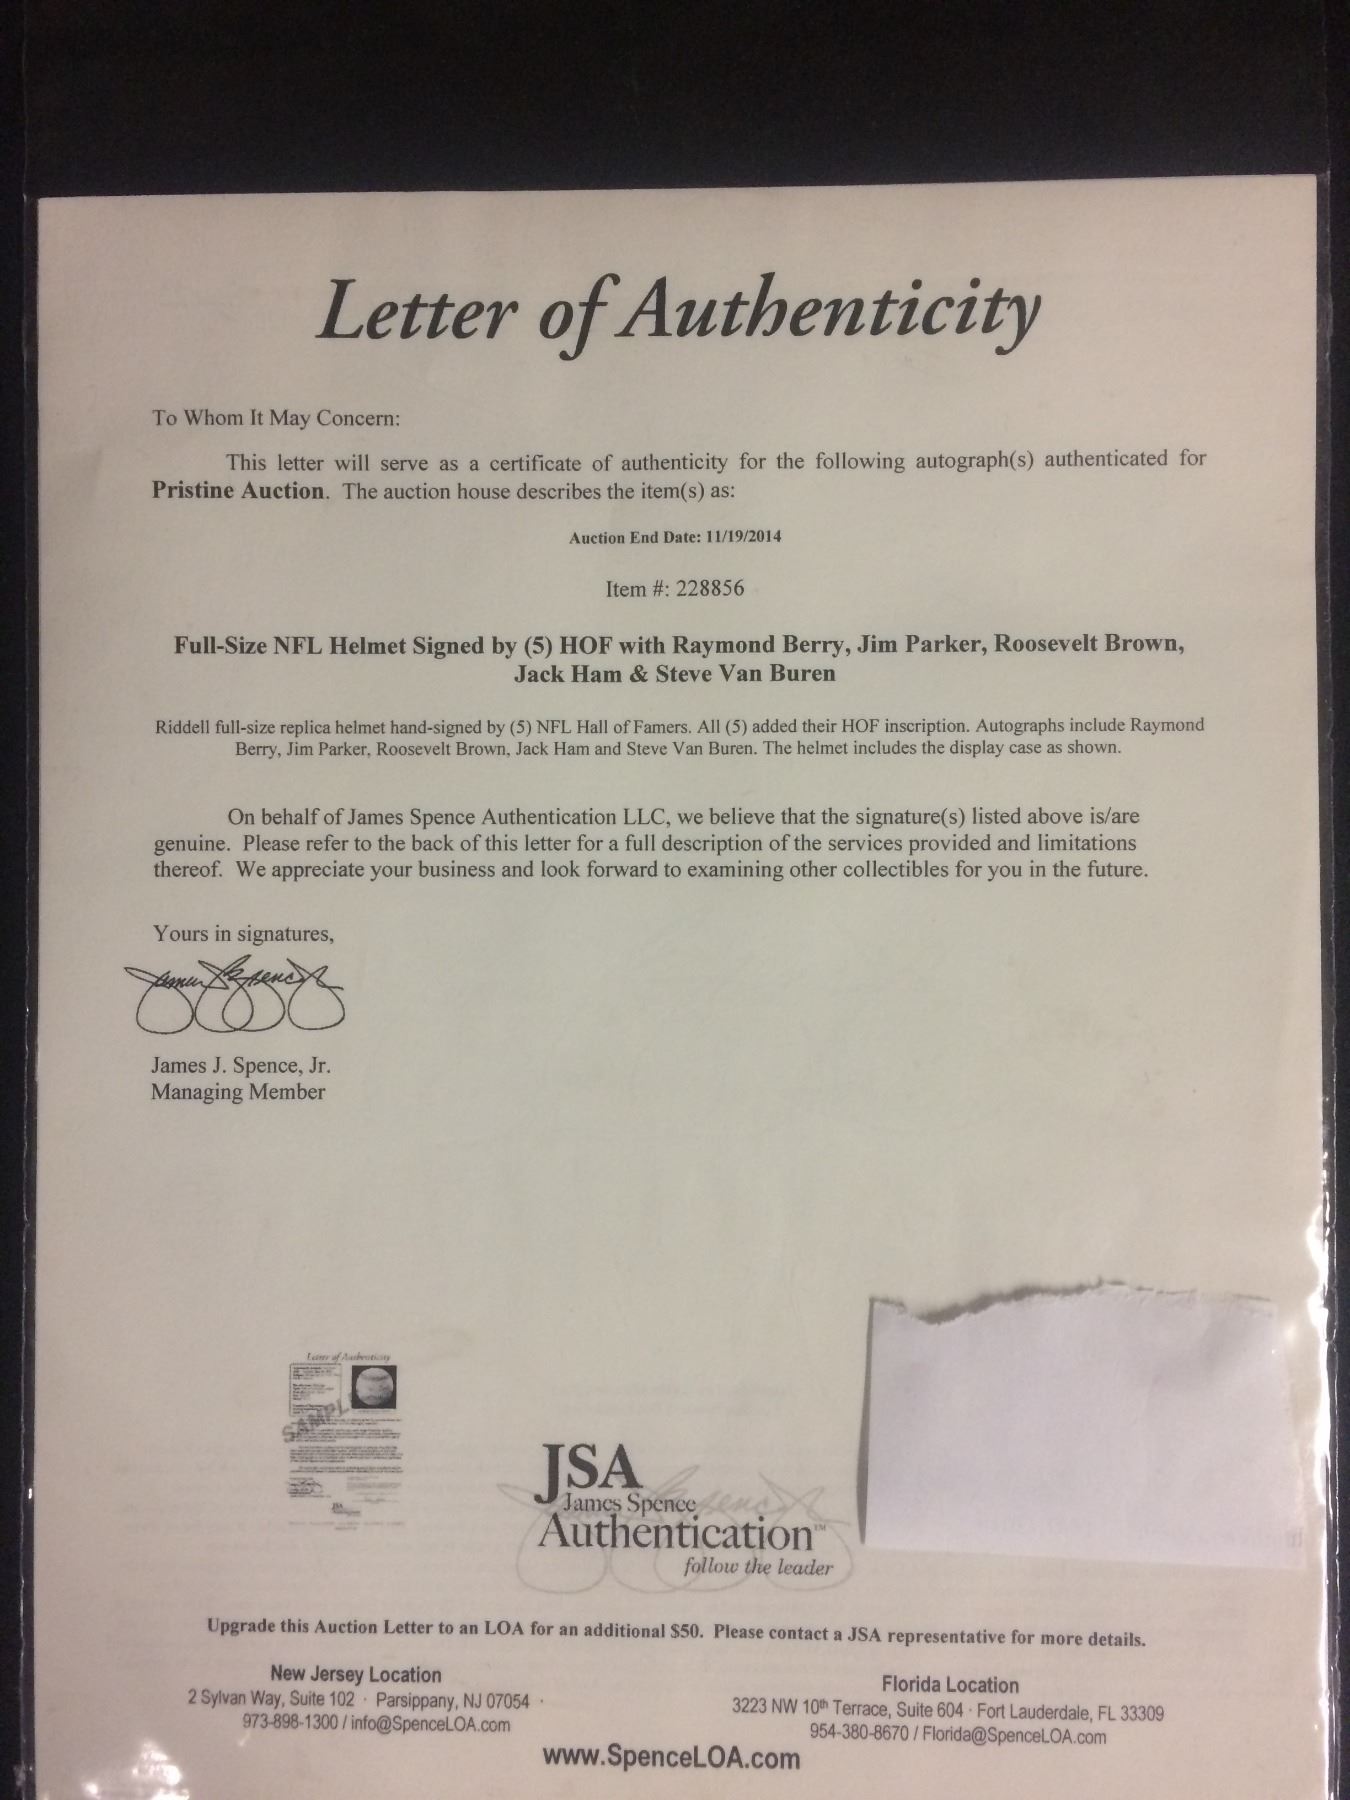 Letter of Authenticity
To Whom It May Concern:
This letter will serve as a certificate of authenticity for the following autograph(s) authenticated for
Pristine Auction. The auction house describes the item(s) as:
Auction End Date: 11/19/2014
Item #: 228856
Full-Size NFL Helmet Signed by (5) HOF with Raymond Berry, Jim Parker, Roosevelt Brown,
Jack Ham & Steve Van Buren
Riddell full-size replica helmet hand-signed by (5) NFL Hall of Famers. All (5) added their HOF inscription. Autographs include Raymond
Berry, Jim Parker, Roosevelt Brown, Jack Ham and Steve Van Buren. The helmet includes the display case as shown.
On behalf of James Spence Authentication LLC, we believe that the signature(s) listed above is/are
genuine. Please refer to the back of this letter for a full description of the services provided and limitations
thereof. We appreciate your business and look forward to examining other collectibles for you in the future.
Yours in signatures,
James J. Spence, Jr.
Managing Member
Letter of Authenticity
SAMPLE
JSA
James Spence
Authentication™
follow the leader
Upgrade this Auction Letter to an LOA for an additional $50. Please contact a JSA representative for more details.
New Jersey Location
2 Sylvan Way, Suite 102 · Parsippany, NJ 07054 ·
973-898-1300 / info@SpenceLOA.com
Florida Location
3223 NW 10th Terrace, Suite 604 · Fort Lauderdale, FL 33309
954-380-8670 / Florida@SpenceLOA.com
www.SpenceLOA.com